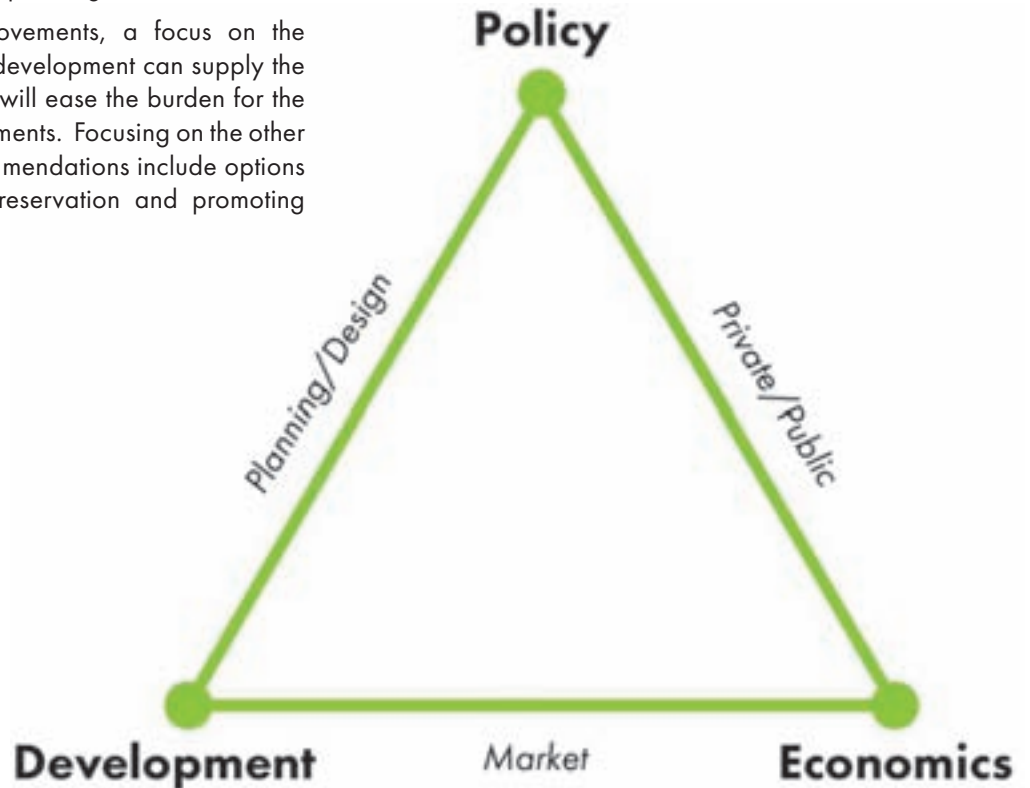 ovements, a focus on the
development can supply the
will ease the burden for the
ments. Focusing on the other
mendations include options
reservation and promoting
Policy
Planning/Design
Private/Public
Development
Market
Economics